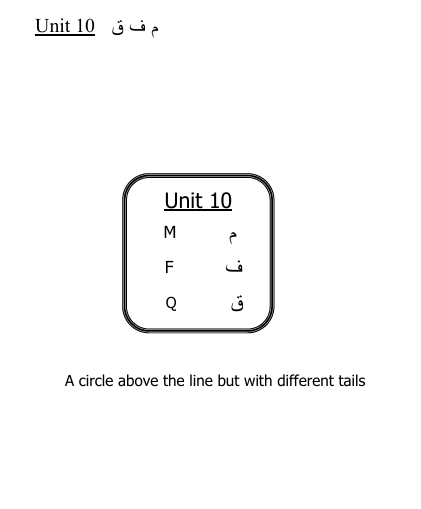 Unit 10 م ف ق
Unit 10
M م
F ف
Q ق
A circle above the line but with different tails